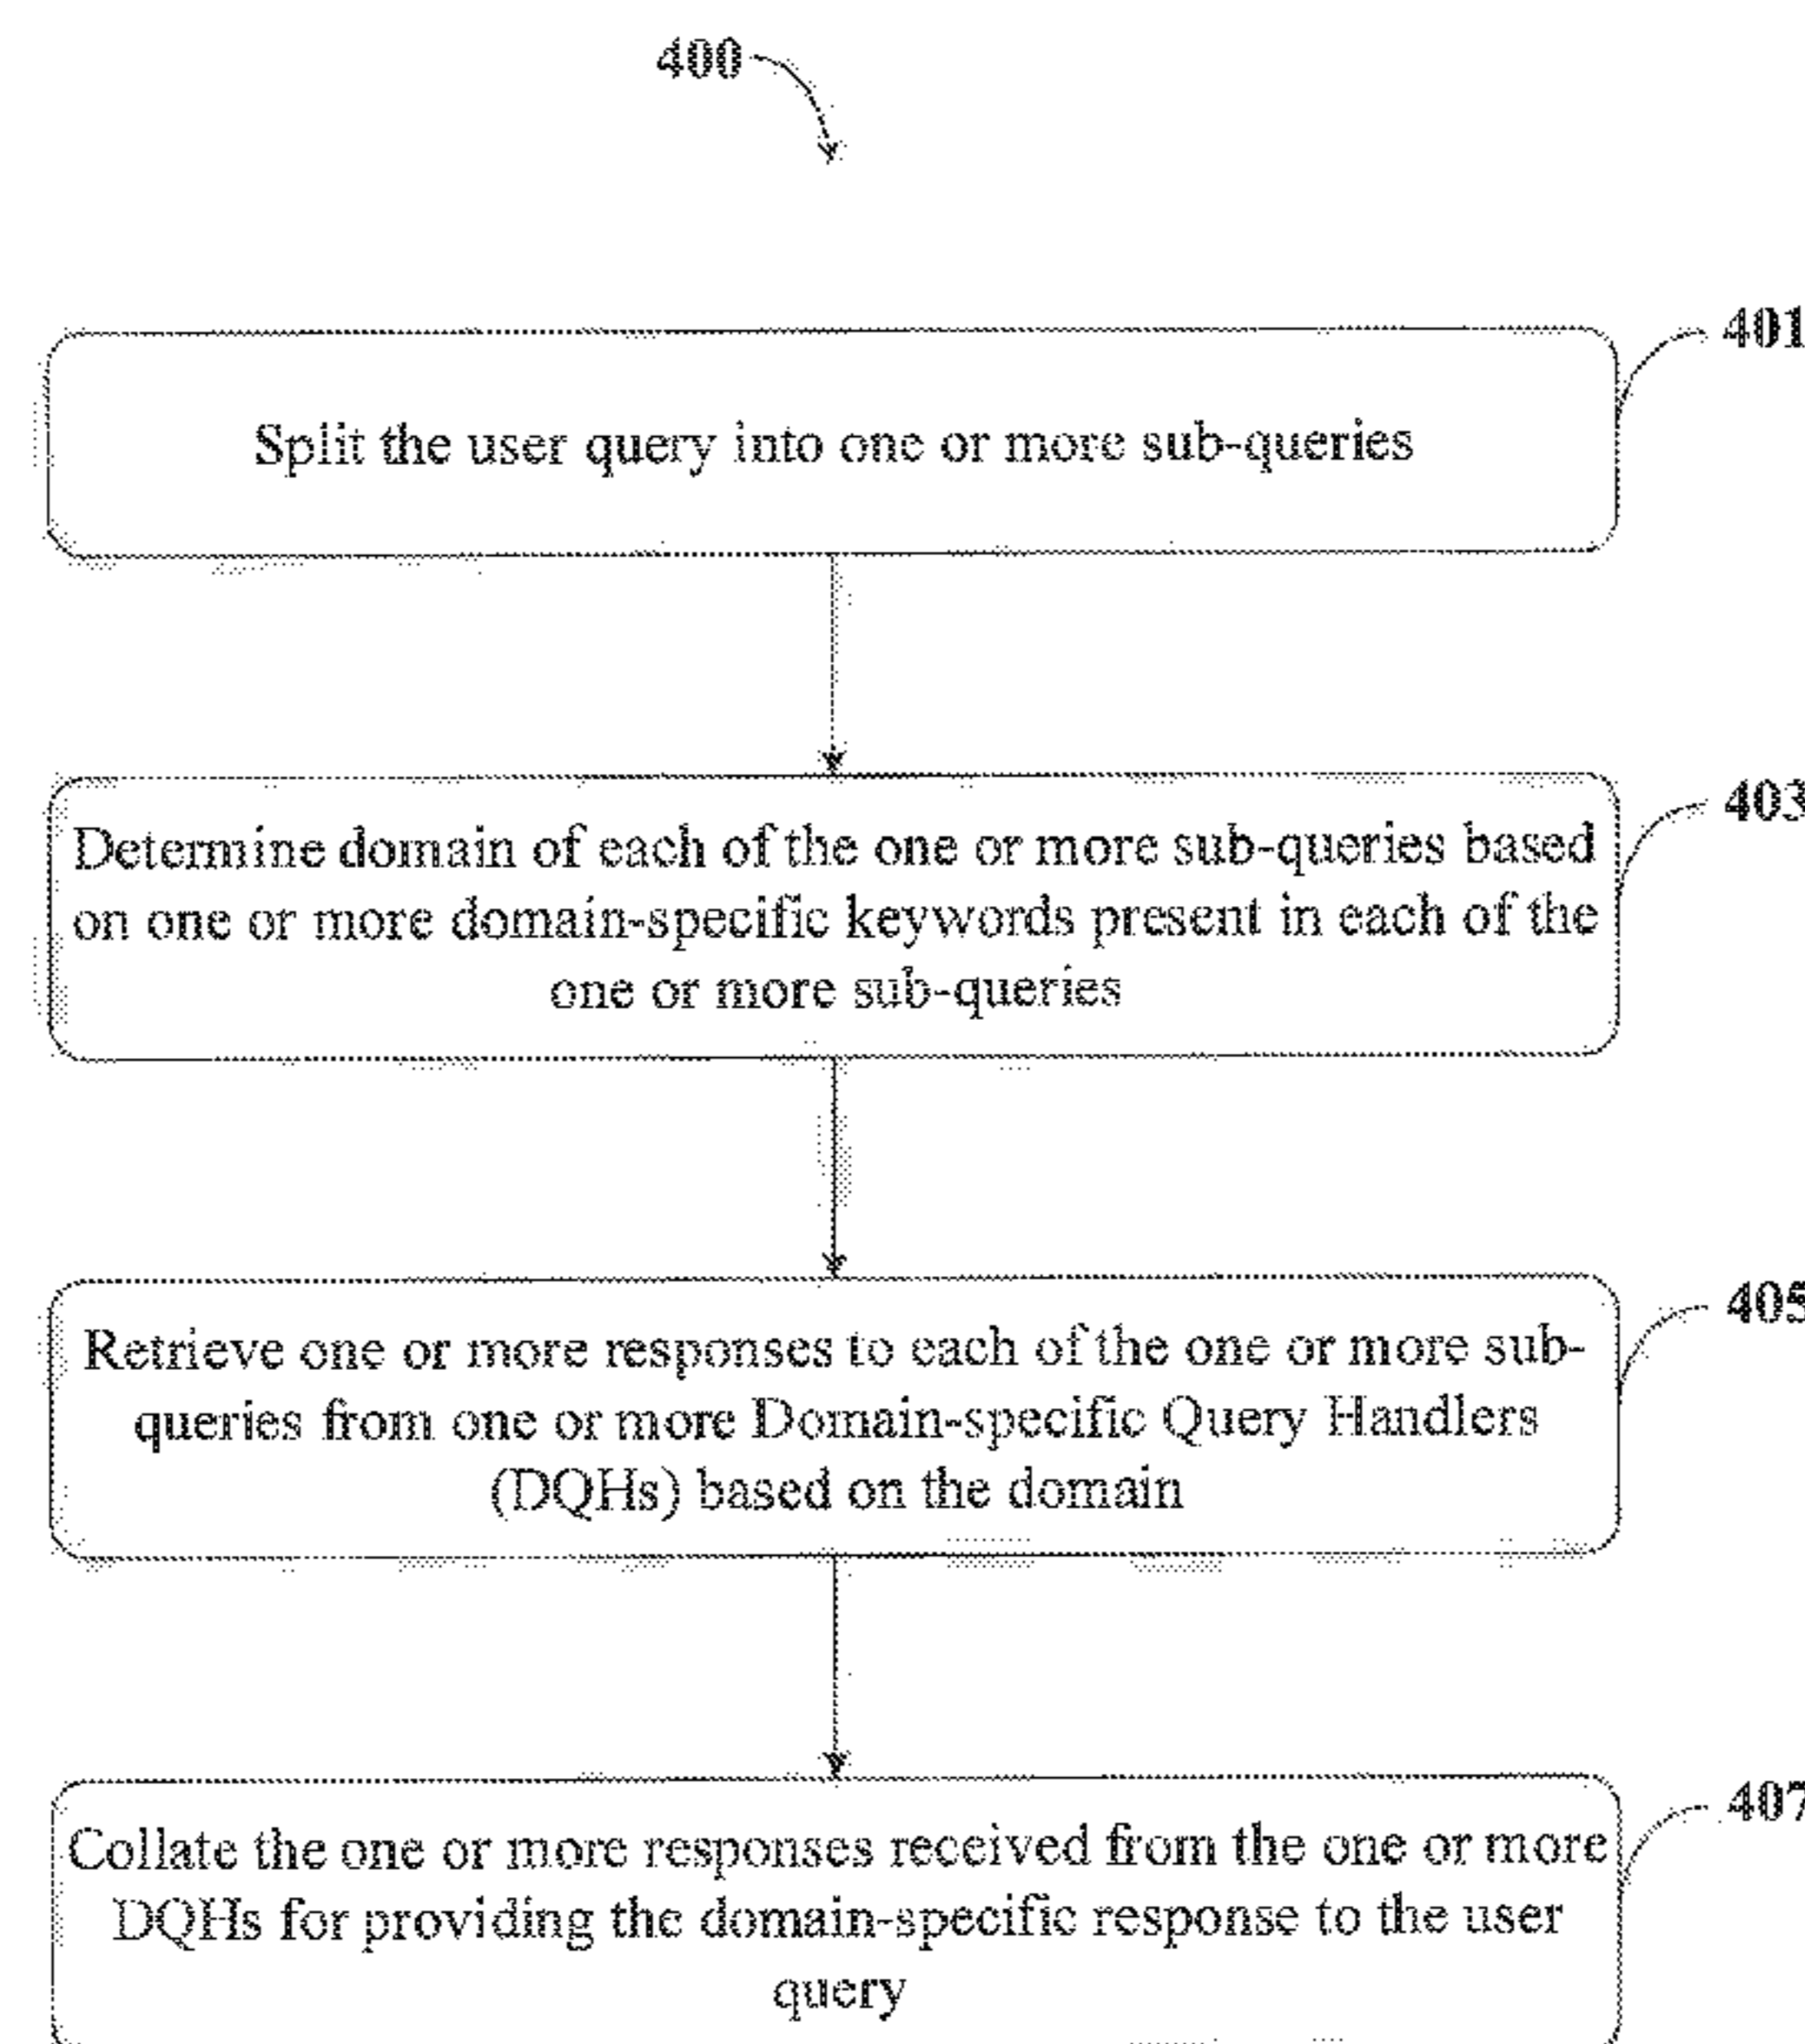 400
401
Split the user query into one or more sub-queries
403
Determine domain of each of the one or more sub-queries based
on one or more domain-specific keywords present in each of the
one or more sub-queries
405
Retrieve one or more responses to each of the one or more sub-
queries from one or more Domain-specific Query Handlers
(DQHs) based on the domain
407
Collate the one or more responses received from the one or more
DQHs for providing the domain-specific response to the user
query